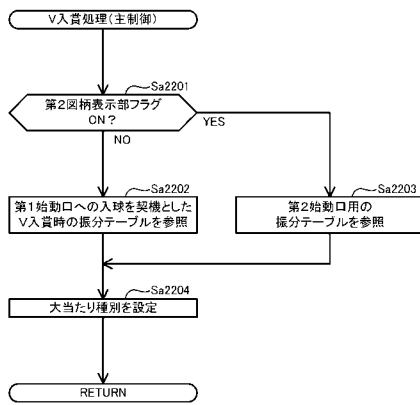 V入賞処理(主制御)
Sa2201
第2図柄表示部フラグ
ON?
YES
NO
Sa2202
第1始動口への入球を契機とした
V入賞時の振分テーブルを参照
Sa2203
第2始動口用の
振分テーブルを参照
Sa2204
大当たり種別を設定
RETURN